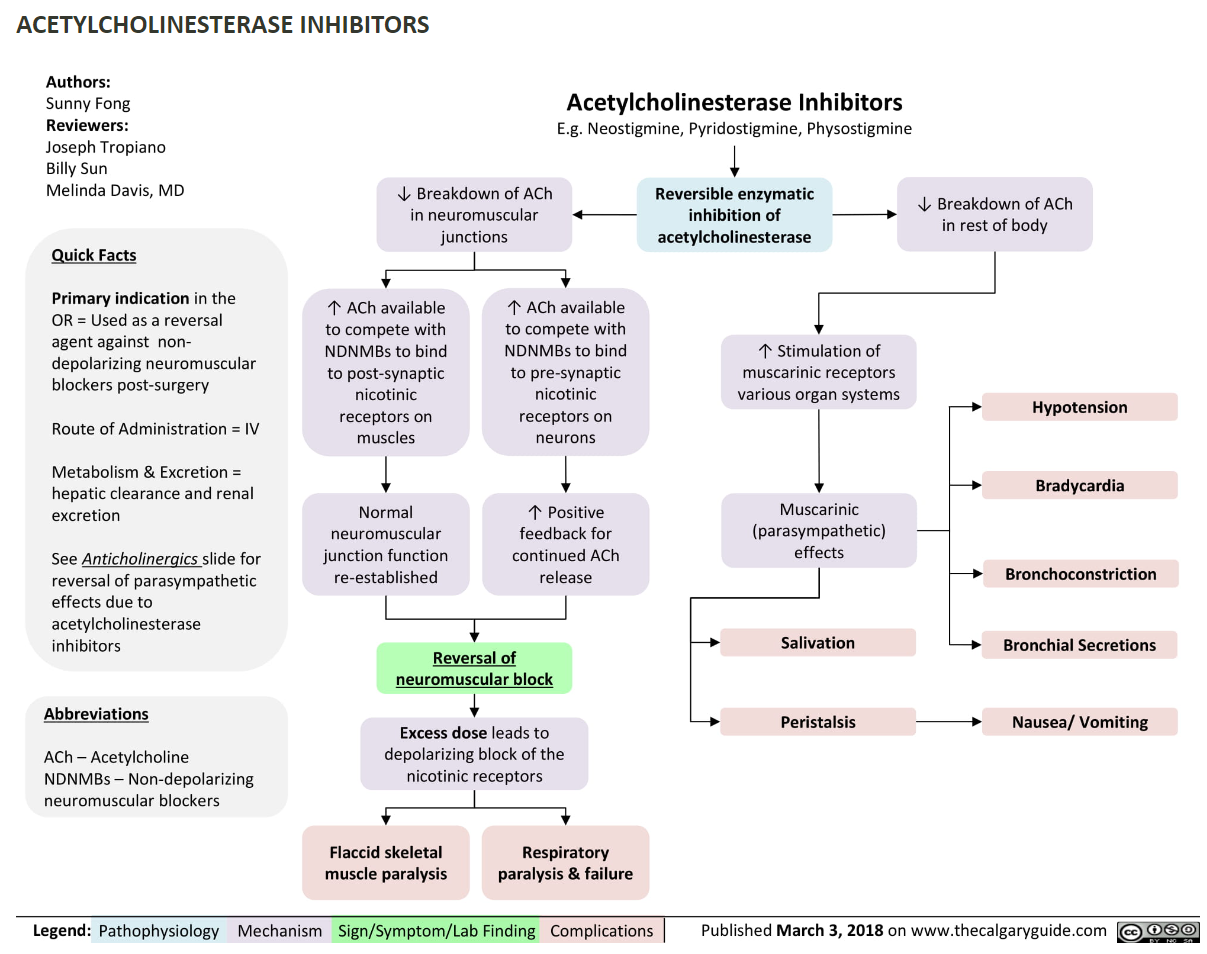 ACETYLCHOLINESTERASE INHIBITORS
Authors:
Sunny Fong
Reviewers:
Joseph Tropiano
Billy Sun
Melinda Davis, MD
Acetylcholinesterase Inhibitors
E.g. Neostigmine, Pyridostigmine, Physostigmine
↓ Breakdown of ACh
in neuromuscular
junctions
Reversible enzymatic
inhibition of
acetylcholinesterase
↓ Breakdown of ACh
in rest of body
Quick Facts
Primary indication in the
OR = Used as a reversal
agent against non-
depolarizing neuromuscular
blockers post-surgery
Route of Administration = IV
Metabolism & Excretion =
hepatic clearance and renal
excretion
See Anticholinergics slide for
reversal of parasympathetic
effects due to
acetylcholinesterase
inhibitors
↑ ACh available
to compete with
NDNMBs to bind
to post-synaptic
nicotinic
receptors on
muscles
↑ ACh available
to compete with
NDNMBs to bind
to pre-synaptic
nicotinic
receptors on
neurons
↑ Stimulation of
muscarinic receptors
various organ systems
Normal
neuromuscular
junction function
re-established
↑ Positive
feedback for
continued ACh
release
Muscarinic
(parasympathetic)
effects
Hypotension
Bradycardia
Bronchoconstriction
Bronchial Secretions
Salivation
Peristalsis
Nausea/ Vomiting
Reversal of
neuromuscular block
Excess dose leads to
depolarizing block of the
nicotinic receptors
Flaccid skeletal
muscle paralysis
Respiratory
paralysis & failure
Abbreviations
ACh – Acetylcholine
NDNMBs – Non-depolarizing
neuromuscular blockers
Legend: Pathophysiology Mechanism Sign/Symptom/Lab Finding Complications
Published March 3, 2018 on www.thecalgaryguide.com
cc
BY NC SA